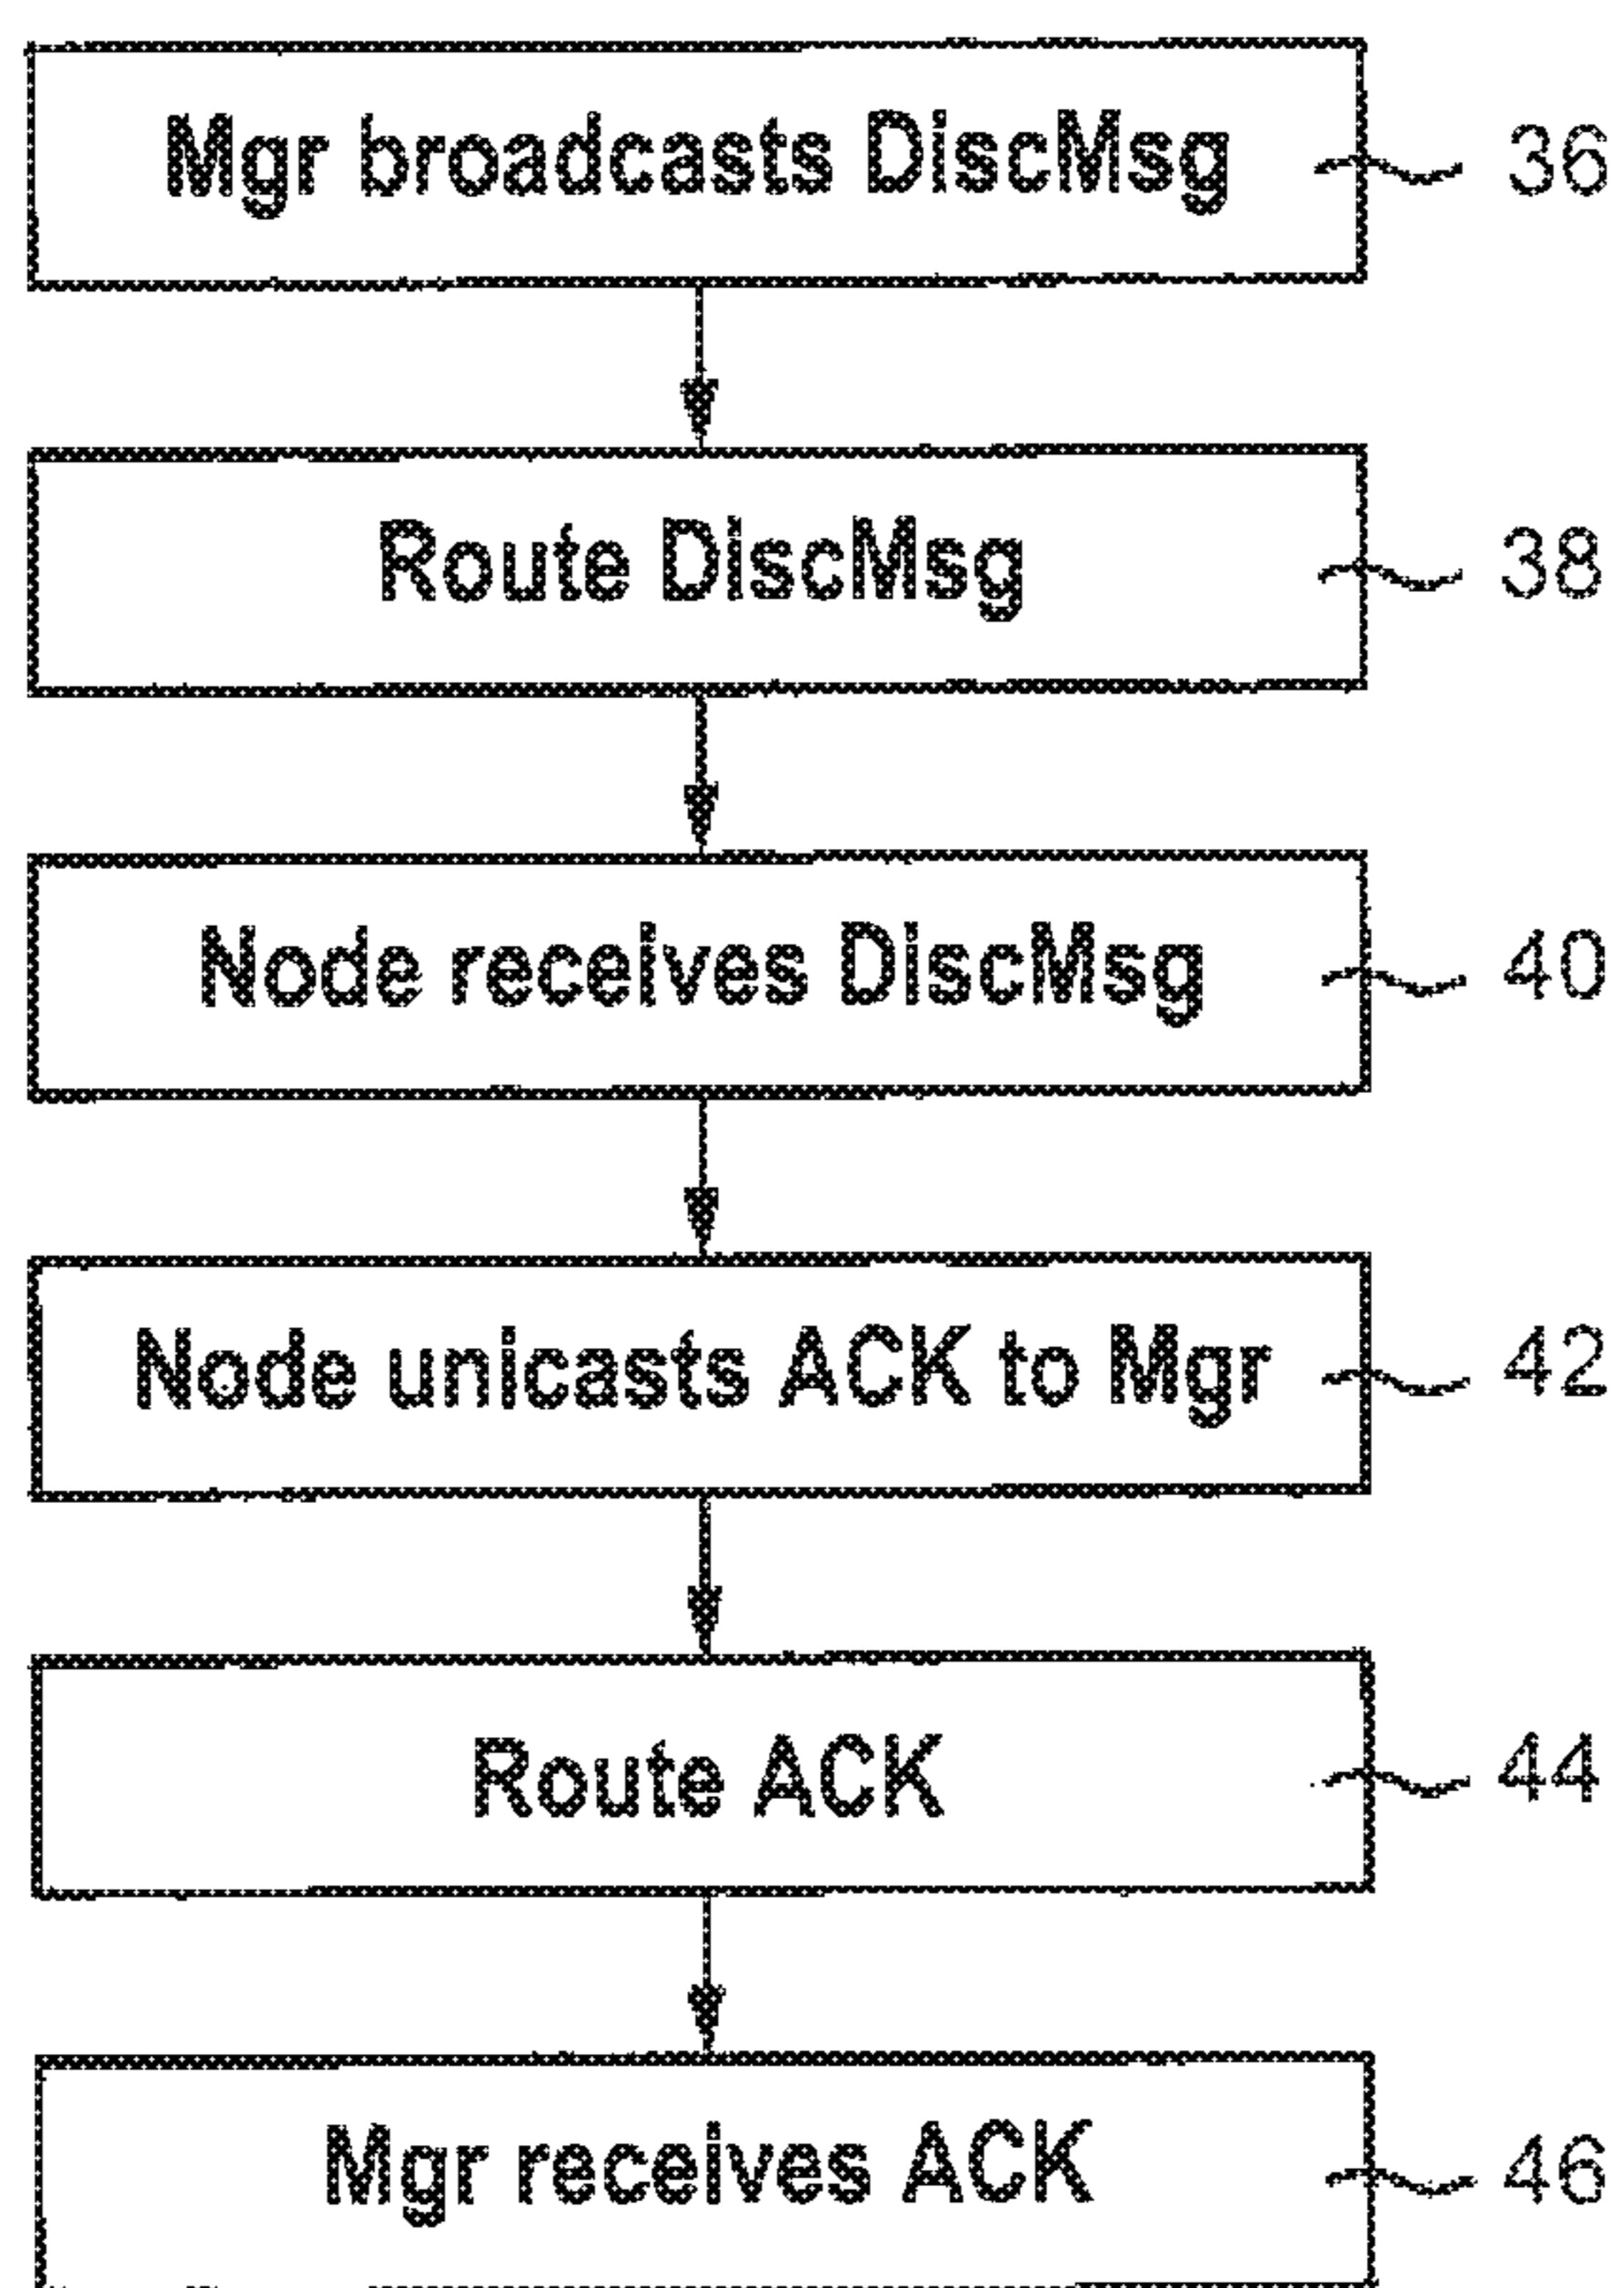 Mgr broadcasts DiscMsg 36
Route DiscMsg 38
Node receives DiscMsg 40
Node unicasts ACK to Mgr 42
Route ACK 44
Mgr receives ACK 46